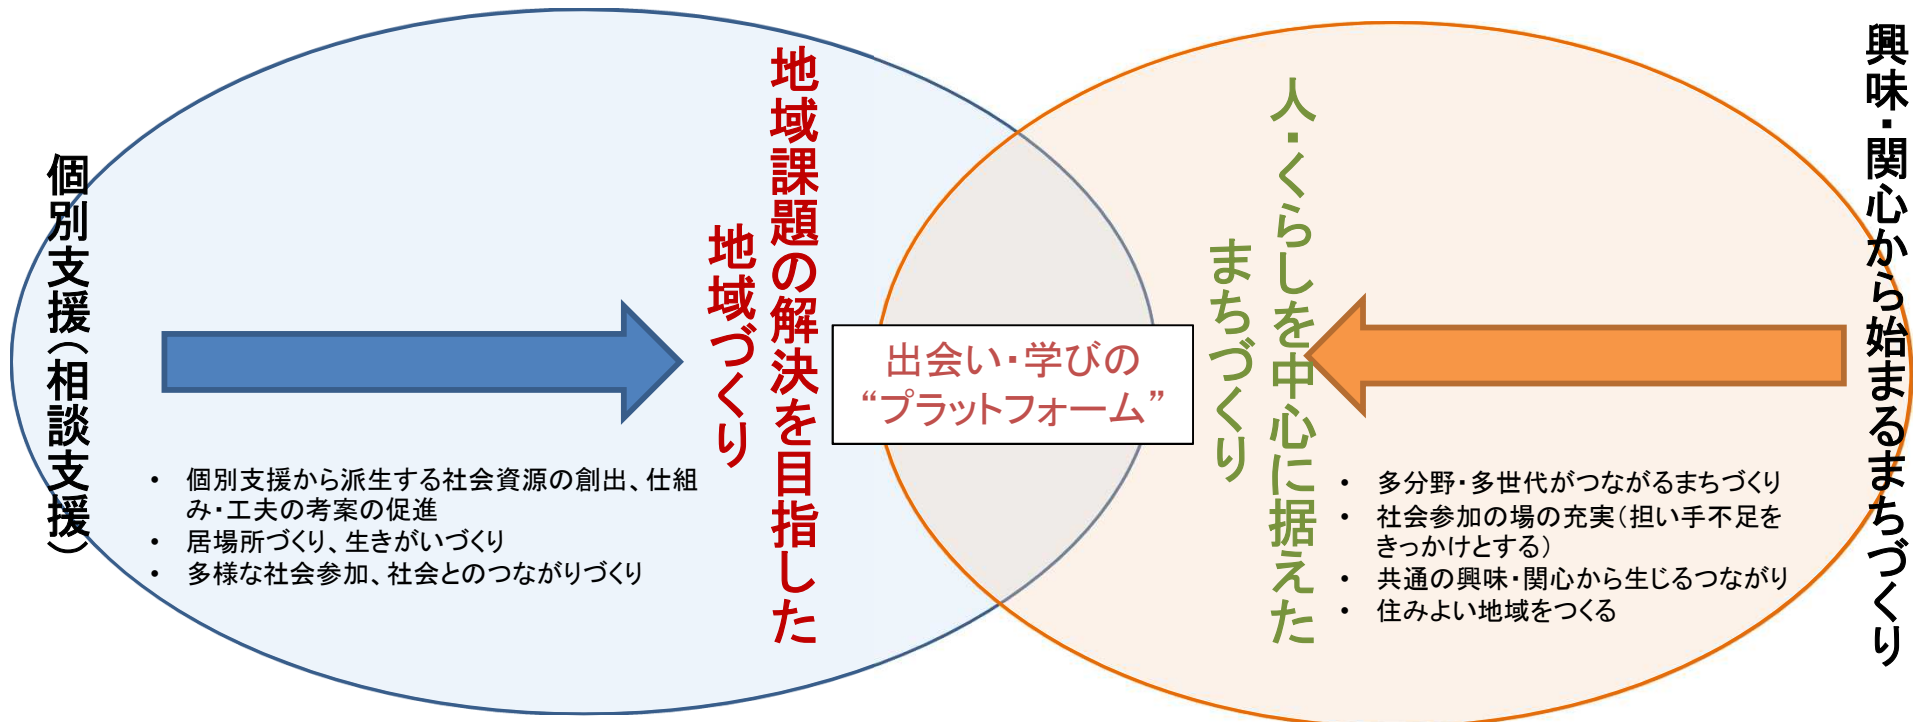 個別支援（相談支援）
地域課題の解決を目指した
地域づくり
• 個別支援から派生する社会資源の創出、仕組
み・工夫の考案の促進
• 居場所づくり、生きがいづくり
• 多様な社会参加、社会とのつながりづくり
出会い・学びの
“プラットフォーム”
人・くらしを中心に据えた
まちづくり
• 多分野・多世代がつながるまちづくり
• 社会参加の場の充実（担い手不足を
きっかけとする）
• 共通の興味・関心から生じるつながり
• 住みよい地域をつくる
興味・関心から始まるまちづくり